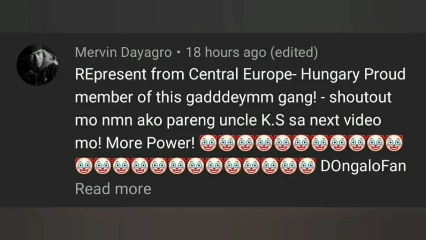 Mervin Dayagro • 18 hours ago (edited)
REpresent from Central Europe- Hungary Proud
member of this gadddeymm gang! - shoutout
mo nmn ako pareng uncle K.S sa next video
mo! More Power! 🤡🤡🤡🤡🤡🤡🤡🤡🤡🤡
🤡🤡🤡🤡🤡🤡🤡🤡🤡🤡🤡🤡 DOngaloFan
Read more